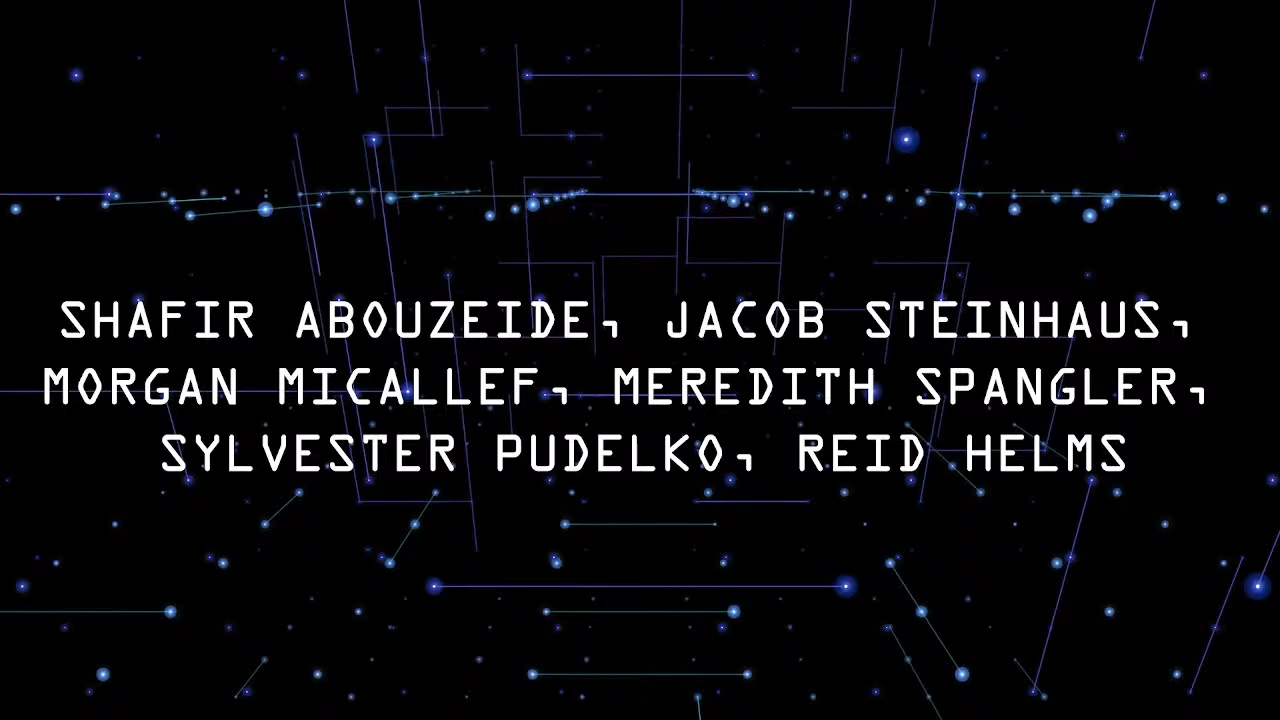 SHAFIR ABOUZEIDE, JACOB STEINHAUS,
MORGAN MICALLEF, MEREDITH SPANGLER,
SYLVESTER PUDELKO, REID HELMS